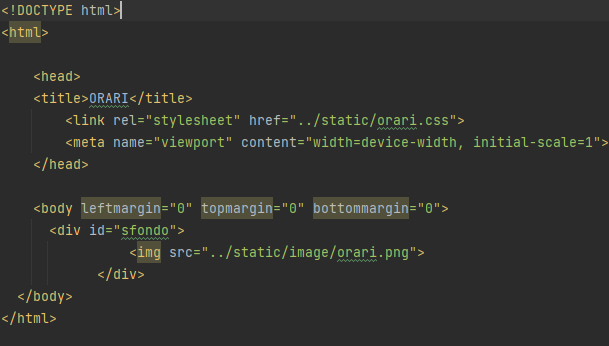 <!DOCTYPE html>
<html>
<head>
<title>ORARI</title>
<link rel="stylesheet" href="../static/orari.css">
<meta name="viewport" content="width=device-width, initial-scale=1">
</head>
<body leftmargin="0" topmargin="0" bottommargin="0">
<div id="sfondo">
<img src="../static/image/orari.png">
</div>
</body>
</html>